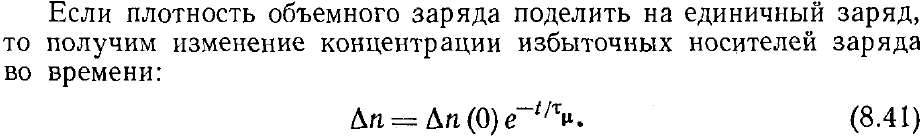 Если плотность объемного заряда поделить на единичный заряд,
то получим изменение концентрации избыточных носителей заряда
во времени:
Δn = Δn (0) e^{−t/τ_μ}. (8.41)